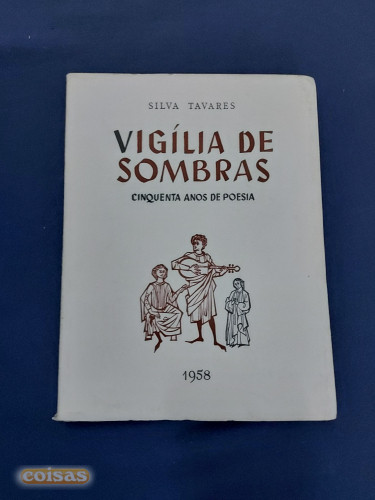 SILVA TAVARES
VIGÍLIA DE
SOMBRAS
CINQUENTA ANOS DE POESIA
1958
coisas